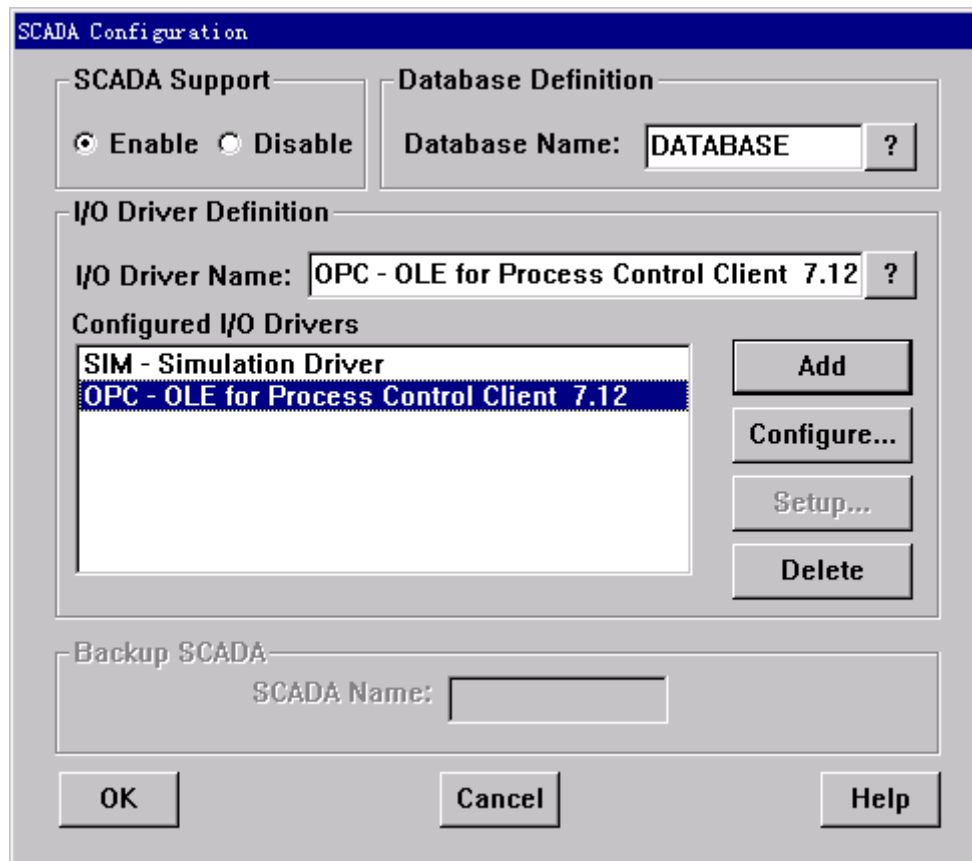 SCADA Configuration
SCADA Support
Enable Disable
Database Definition
Database Name: DATABASE ?
I/O Driver Definition
I/O Driver Name: OPC - OLE for Process Control Client  7.12 ?
Configured I/O Drivers
SIM - Simulation Driver
OPC - OLE for Process Control Client  7.12
Add
Configure...
Setup...
Delete
Backup SCADA
SCADA Name:
OK Cancel Help